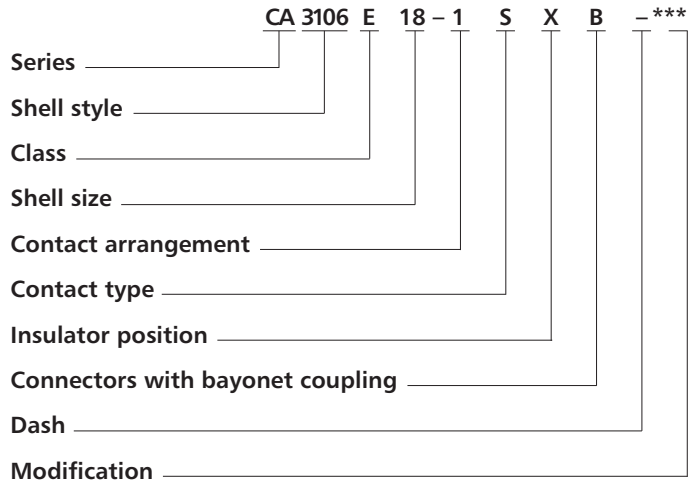 CA 3106 E 18 – 1 S X B – ***
Series
Shell style
Class
Shell size
Contact arrangement
Contact type
Insulator position
Connectors with bayonet coupling
Dash
Modification